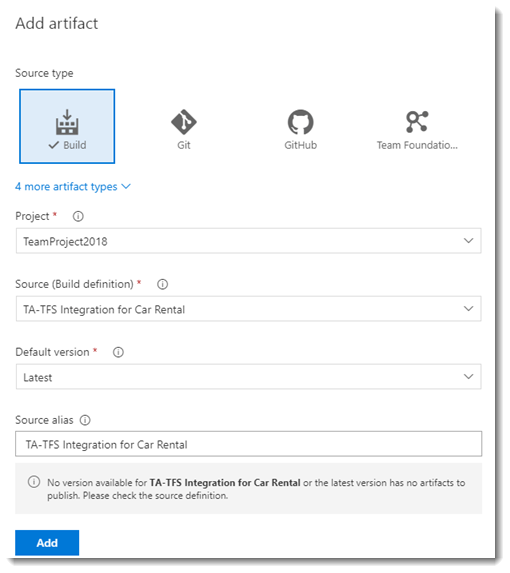 Add artifact
Source type
Build
Git
GitHub
Team Foundatio...
4 more artifact types
Project *
TeamProject2018
Source (Build definition) *
TA-TFS Integration for Car Rental
Default version *
Latest
Source alias
TA-TFS Integration for Car Rental
No version available for TA-TFS Integration for Car Rental or the latest version has no artifacts to
publish. Please check the source definition.
Add